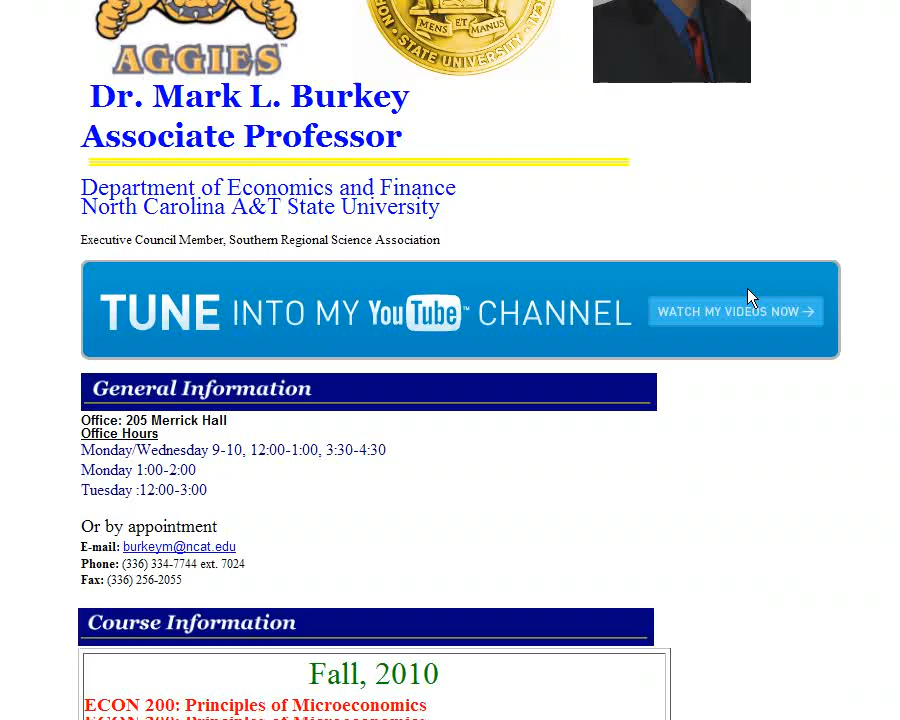 AGGIES™
MENS ET MANUS
STATE UNIVERSITY
Dr. Mark L. Burkey
Associate Professor
Department of Economics and Finance
North Carolina A&T State University
Executive Council Member, Southern Regional Science Association
TUNE INTO MY YouTube™ CHANNEL WATCH MY VIDEOS NOW →
General Information
Office: 205 Merrick Hall
Office Hours
Monday/Wednesday 9-10, 12:00-1:00, 3:30-4:30
Monday 1:00-2:00
Tuesday :12:00-3:00
Or by appointment
E-mail: burkeym@ncat.edu
Phone: (336) 334-7744 ext. 7024
Fax: (336) 256-2055
Course Information
Fall, 2010
ECON 200: Principles of Microeconomics